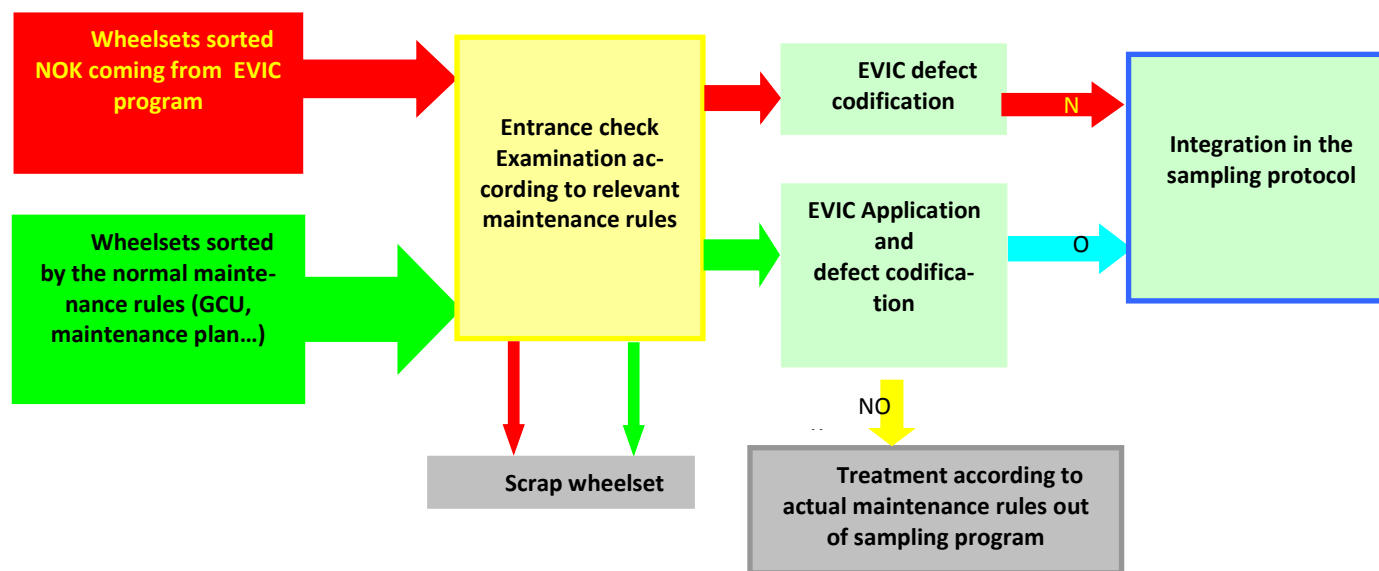 Wheelsets sorted
NOK coming from EVIC
program
Wheelsets sorted
by the normal mainte-
nance rules (GCU,
maintenance plan…)
Entrance check
Examination ac-
cording to relevant
maintenance rules
EVIC defect
codification
N
EVIC Application
and
defect codifica-
tion
O
Integration in the
sampling protocol
NO
Scrap wheelset
Treatment according to
actual maintenance rules out
of sampling program